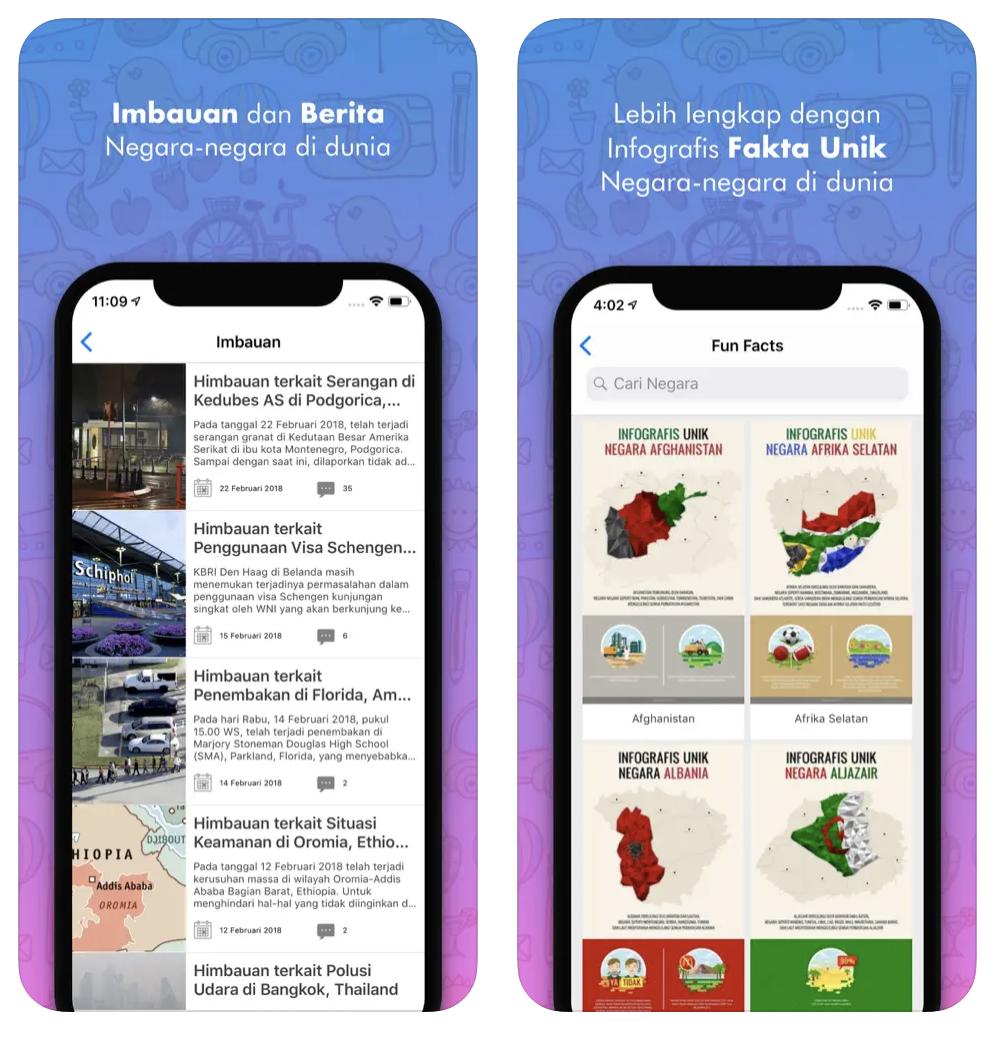 Imbauan dan Berita
Negara-negara di dunia
11:09
Imbauan
Himbauan terkait Serangan di
Kedubes AS di Podgorica,...
Pada tanggal 22 Februari 2018, telah terjadi
serangan granat di Kedutaan Besar Amerika
Serikat di ibu kota Montenegro, Podgorica.
Sampai dengan saat ini, dilaporkan tidak ad...
22 Februari 2018
35
Schiphol
Himbauan terkait
Penggunaan Visa Schengen...
KBRI Den Haag di Belanda masih
menemukan terjadinya permasalahan dalam
penggunaan visa Schengen kunjungan
singkat oleh WNI yang akan berkunjung ke...
15 Februari 2018
6
Himbauan terkait
Penembakan di Florida, Am...
Pada hari Rabu, 14 Februari 2018, pukul
15.00 WS, telah terjadi penembakan di
Marjory Stoneman Douglas High School
(SMA), Parkland, Florida, yang menyebabka...
14 Februari 2018
2
HIOPIA
DJIBOUT
Addis Ababa
OROMIA
Himbauan terkait Situasi
Keamanan di Oromia, Ethio...
Pada tanggal 12 Februari 2018 telah terjadi
kerusuhan massa di wilayah Oromia-Addis
Ababa Bagian Barat, Ethiopia. Untuk
menghindari hal-hal yang tidak diinginkan d...
12 Februari 2018
2
Himbauan terkait Polusi
Udara di Bangkok, Thailand
Lebih lengkap dengan
Infografis Fakta Unik
Negara-negara di dunia
4:02
Fun Facts
Cari Negara
INFOGRAFIS UNIK
NEGARA AFGHANISTAN
Afghanistan
INFOGRAFIS UNIK
NEGARA AFRIKA SELATAN
Afrika Selatan
INFOGRAFIS UNIK
NEGARA ALBANIA
YA TIDAK
INFOGRAFIS UNIK
NEGARA ALJAZAIR
90%